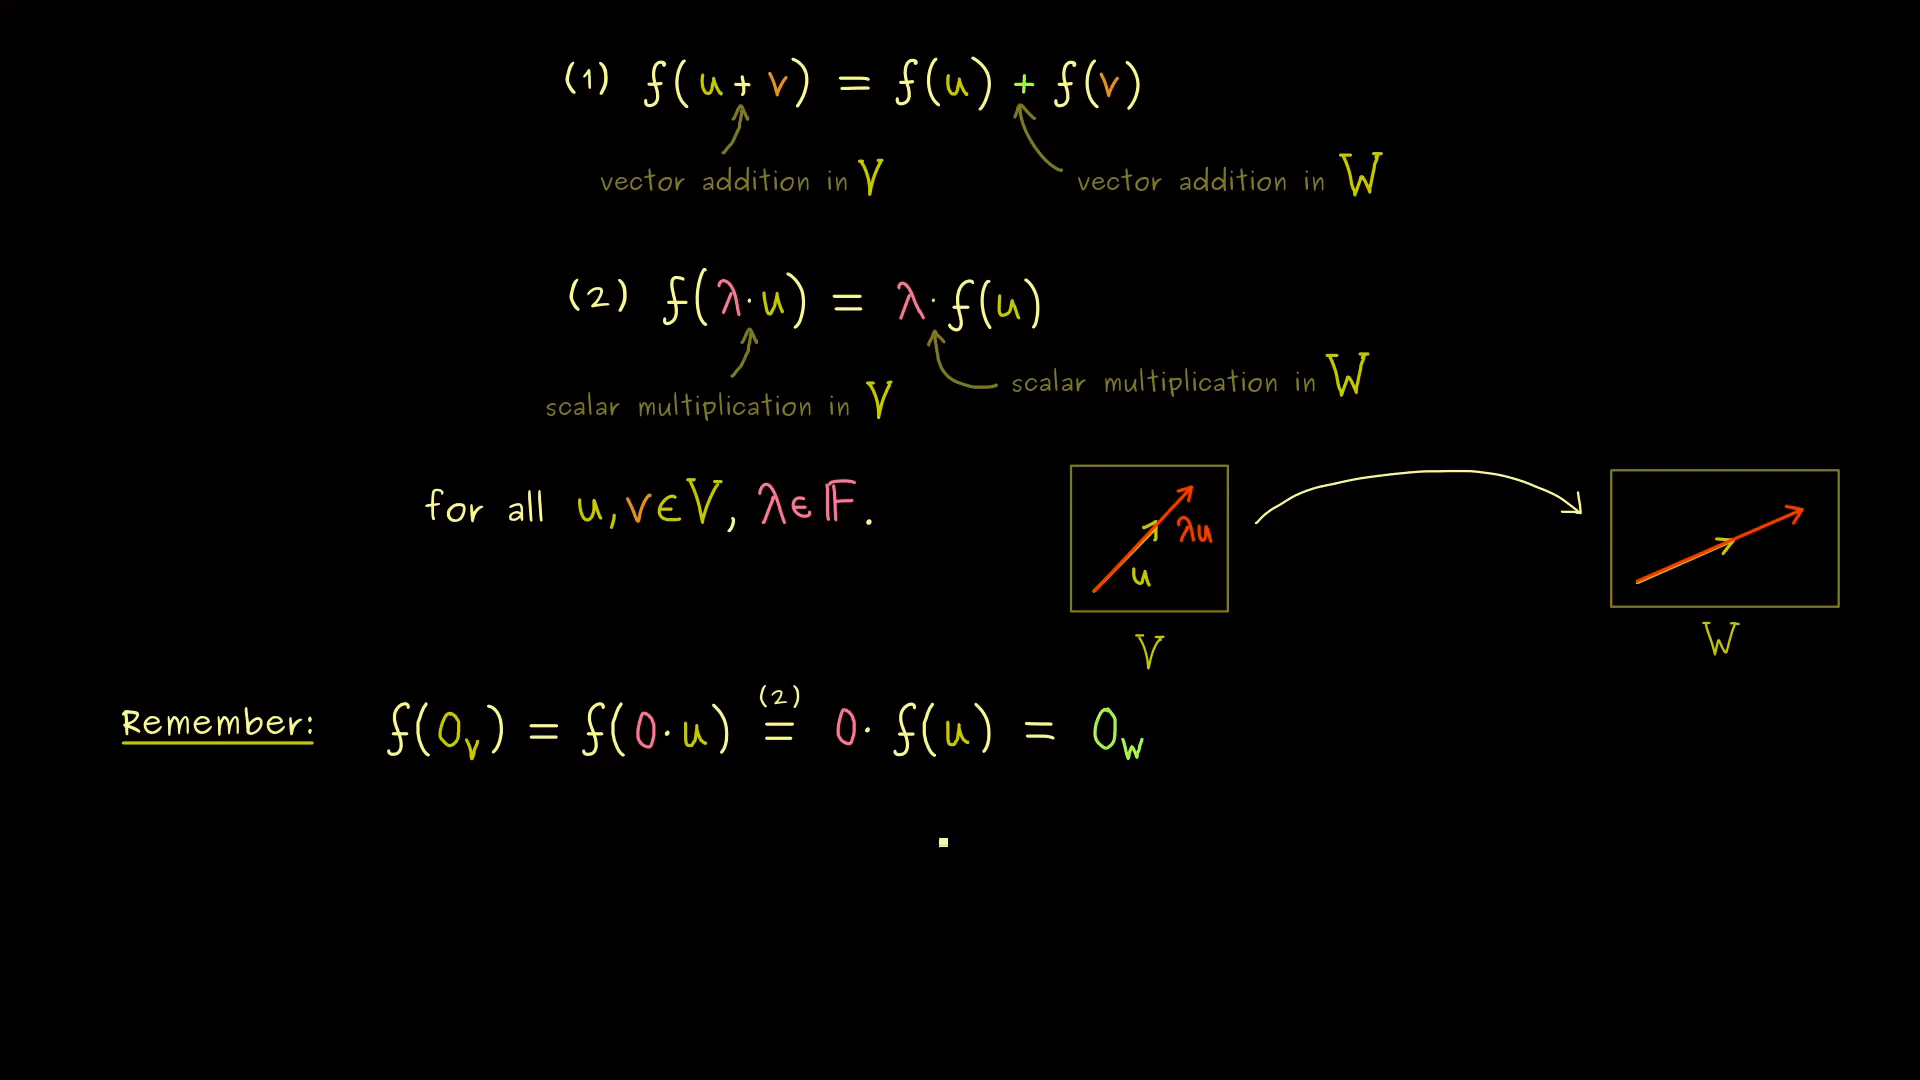 (1) f(u + v) = f(u) + f(v)
vector addition in V vector addition in W
(2) f(λ·u) = λ·f(u)
scalar multiplication in V scalar multiplication in W
for all u, v ∈ V, λ ∈ 𝔽.
λu
u
V W
Remember: f(0_V) = f(0·u) =^(2) 0·f(u) = 0_W